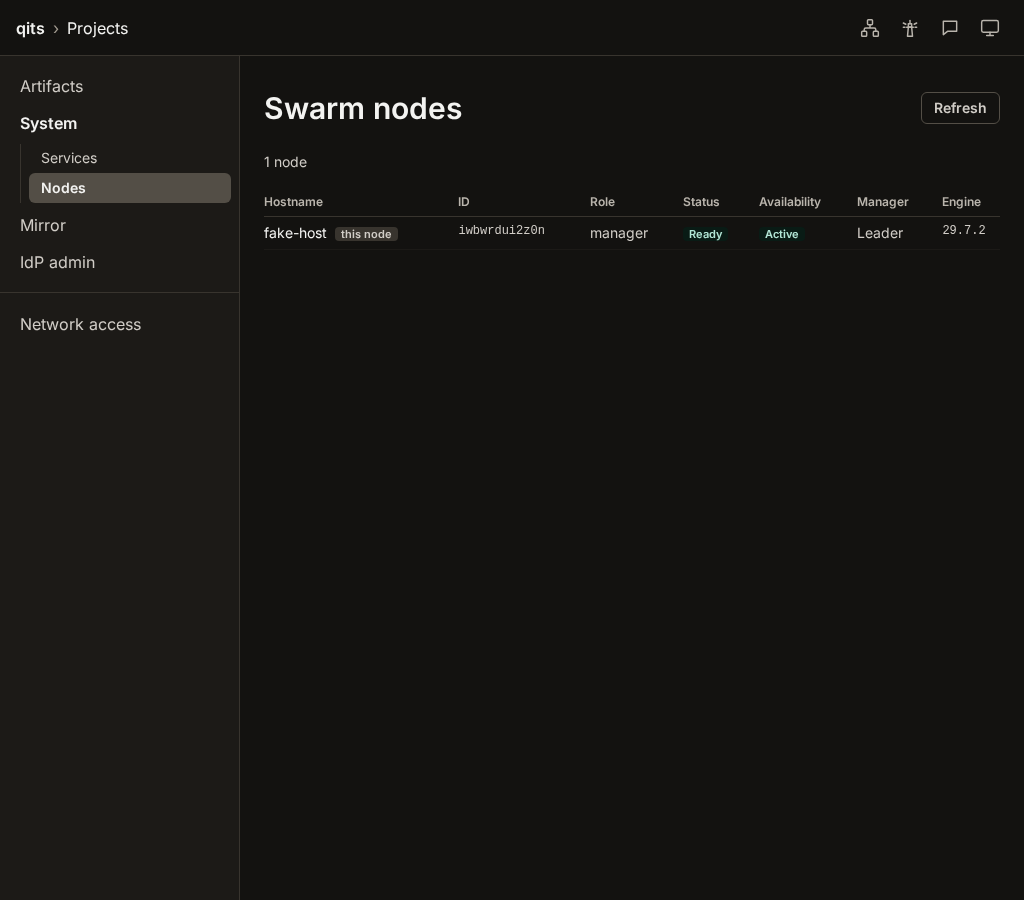 qits › Projects
Artifacts
System
Services
Nodes
Mirror
IdP admin
Network access
Swarm nodes
Refresh
1 node
Hostname ID Role Status Availability Manager Engine
fake-host this node iwbwrdui2z0n manager Ready Active Leader 29.7.2